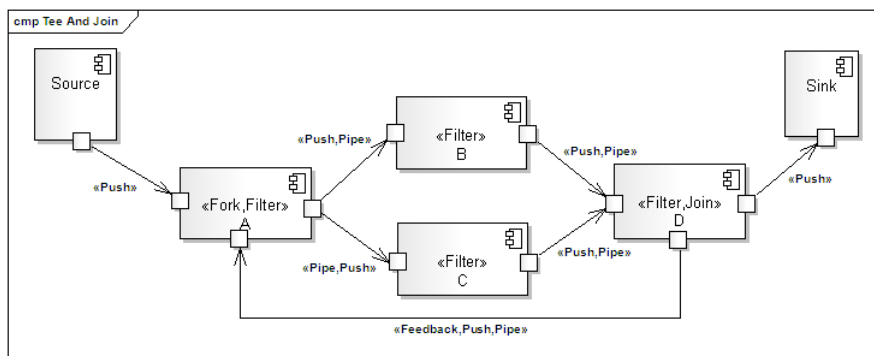 cmp Tee And Join
Source
Sink
«Push,Pipe»
«Filter»
B
«Push,Pipe»
«Push»
«Fork,Filter»
A
«Filter,Join»
D
«Push»
«Pipe,Push»
«Filter»
C
«Push,Pipe»
«Feedback,Push,Pipe»